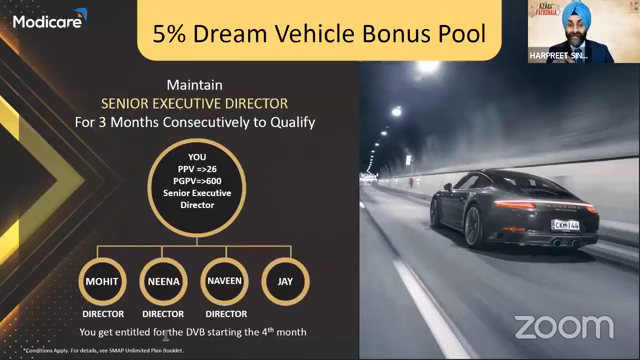 Modicare
5% Dream Vehicle Bonus Pool
HARPREET SIN...
Maintain
SENIOR EXECUTIVE DIRECTOR
For 3 Months Consecutively to Qualify
YOU
PPV =>26
PGPV=>600
Senior Executive
Director
MOHIT
NEENA
NAVEEN
JAY
DIRECTOR
DIRECTOR
DIRECTOR
You get entitled for the DVB starting the 4th month
*Conditions Apply. For details, see SMAP Unlimited Plan Booklet.
AZADI
PATHSHALA
zoom